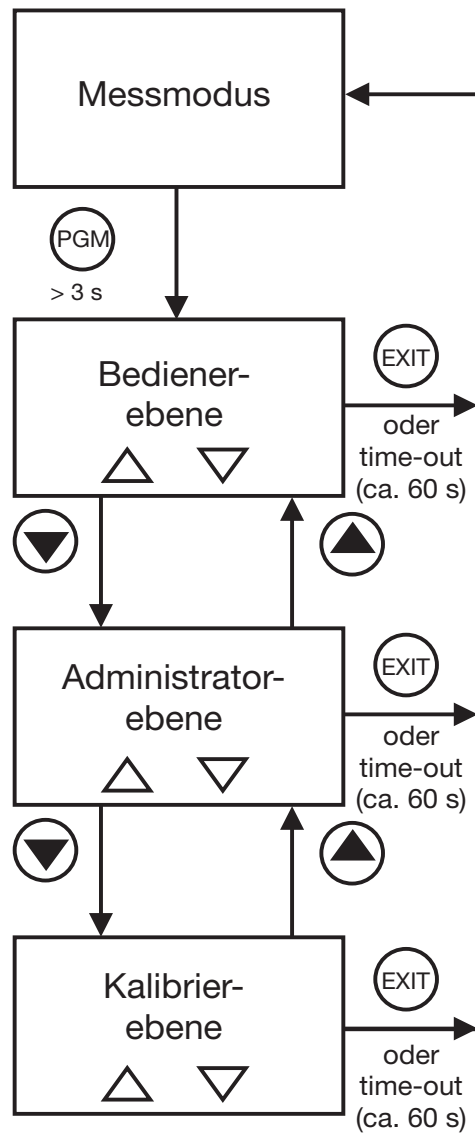 Messmodus
PGM
> 3 s
Bediener-
ebene
EXIT
oder
time-out
(ca. 60 s)
Administrator-
ebene
EXIT
oder
time-out
(ca. 60 s)
Kalibrier-
ebene
EXIT
oder
time-out
(ca. 60 s)